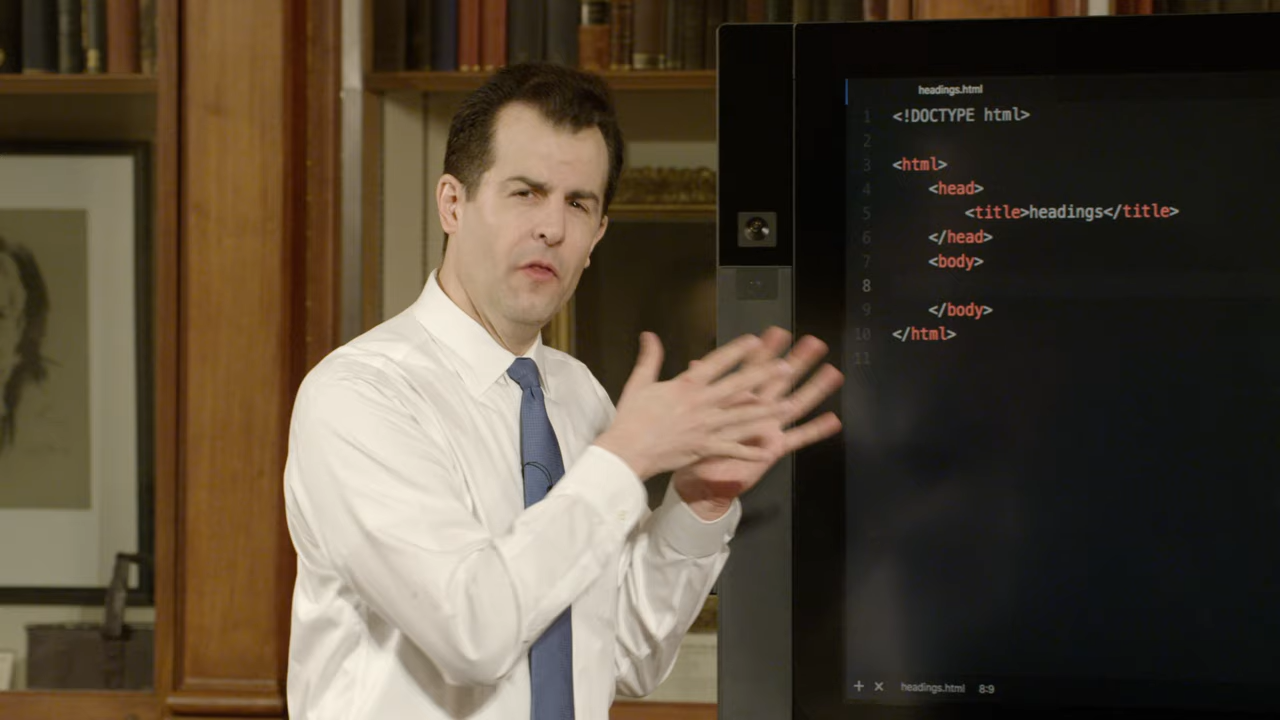 headings.html
1 <!DOCTYPE html>
2
3 <html>
4 <head>
5 <title>headings</title>
6 </head>
7 <body>
8
9 </body>
10 </html>
11
+ × headings.html 8:9